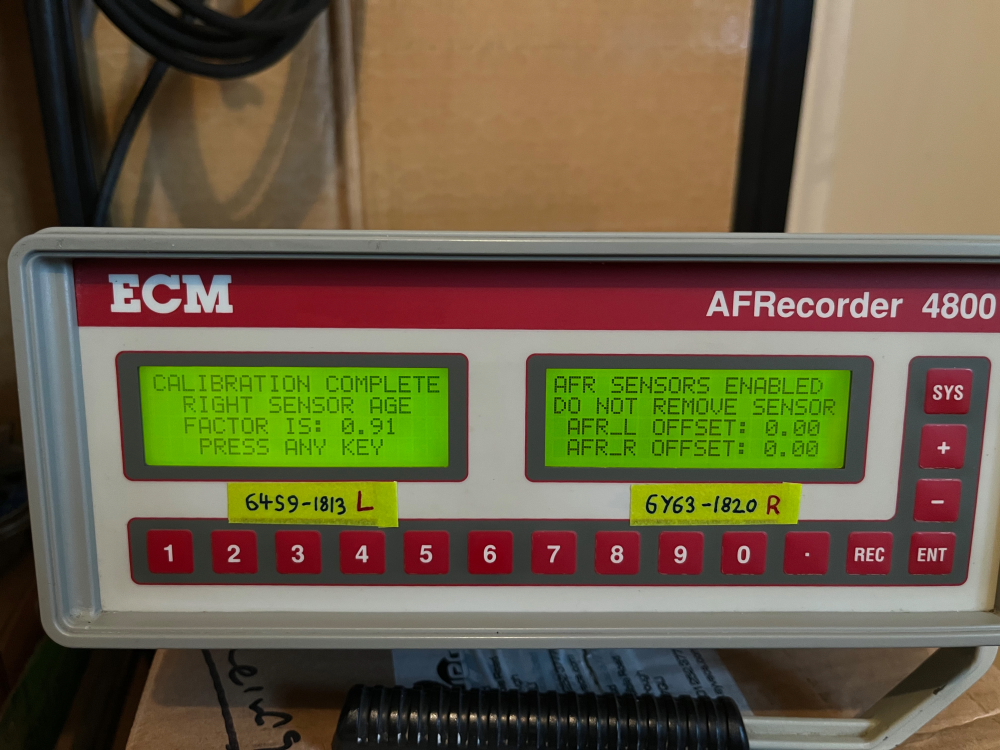 ECM
AFRecorder 4800
CALIBRATION COMPLETE
RIGHT SENSOR AGE
FACTOR IS: 0.91
PRESS ANY KEY
AFR SENSORS ENABLED
DO NOT REMOVE SENSOR
AFR_L OFFSET: 0.00
AFR_R OFFSET: 0.00
SYS
+
-
64S9-1813 L
6Y63-1820 R
1 2 3 4 5 6 7 8 9 0 . REC ENT